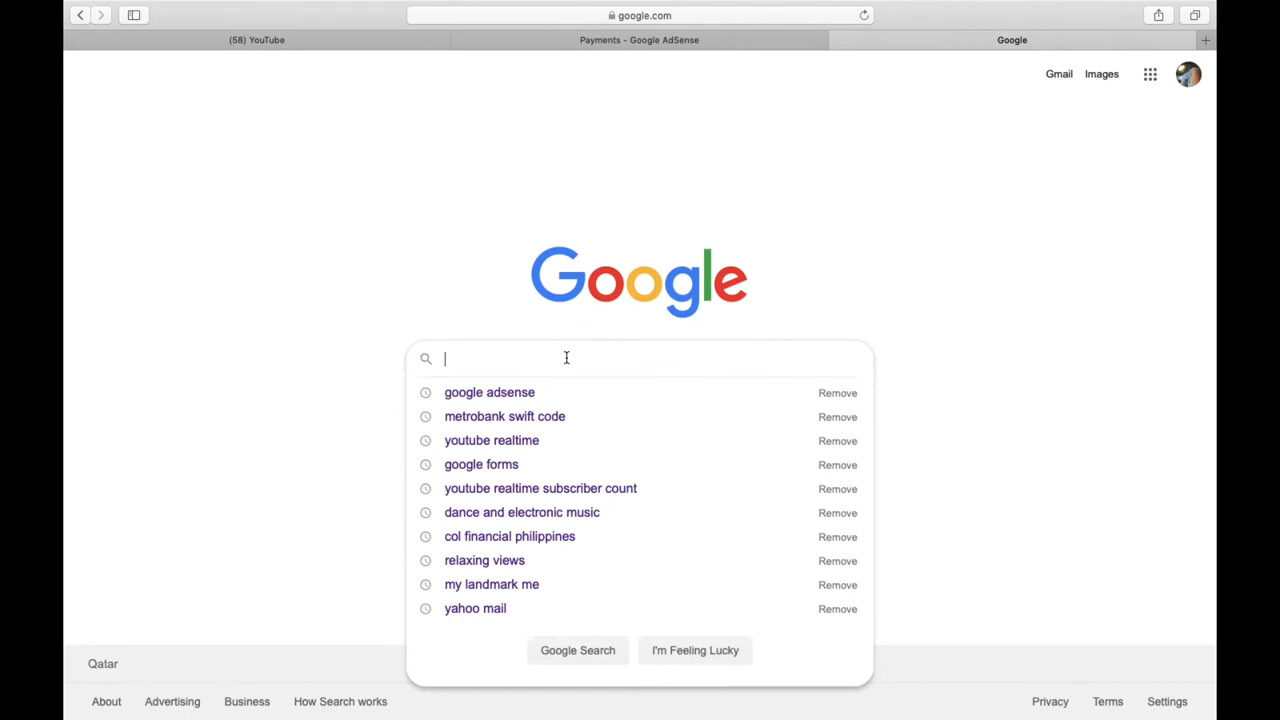 google.com
(58) YouTube
Payments - Google AdSense
Google
+
Gmail Images
Google
google adsense Remove
metrobank swift code Remove
youtube realtime Remove
google forms Remove
youtube realtime subscriber count Remove
dance and electronic music Remove
col financial philippines Remove
relaxing views Remove
my landmark me Remove
yahoo mail Remove
Google Search I'm Feeling Lucky
Qatar
About Advertising Business How Search works Privacy Terms Settings